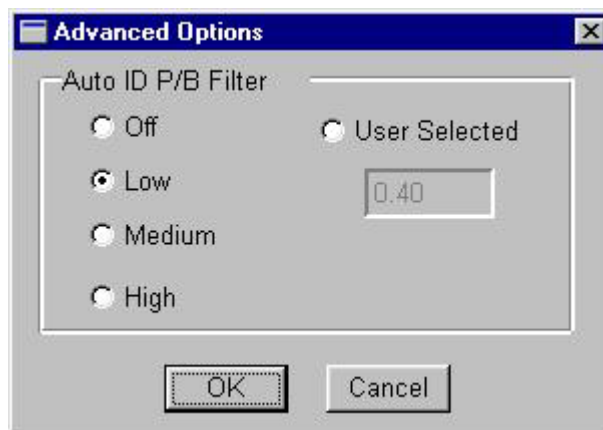 Advanced Options
Auto ID P/B Filter
Off
User Selected
Low
0.40
Medium
High
OK
Cancel